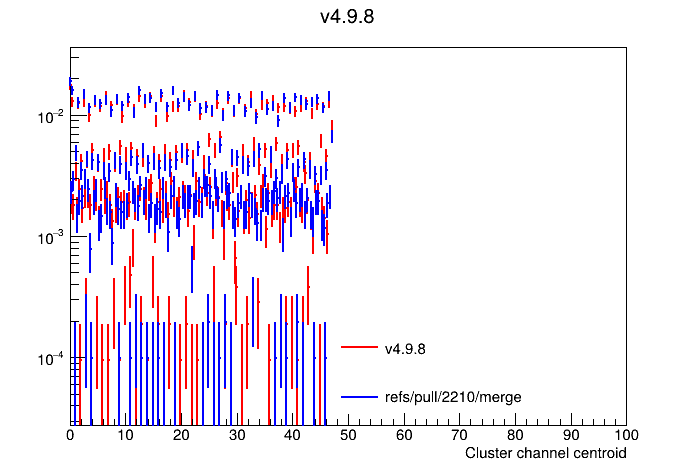 v4.9.8
10⁻²
10⁻³
10⁻⁴
v4.9.8
refs/pull/2210/merge
0 10 20 30 40 50 60 70 80 90 100
Cluster channel centroid